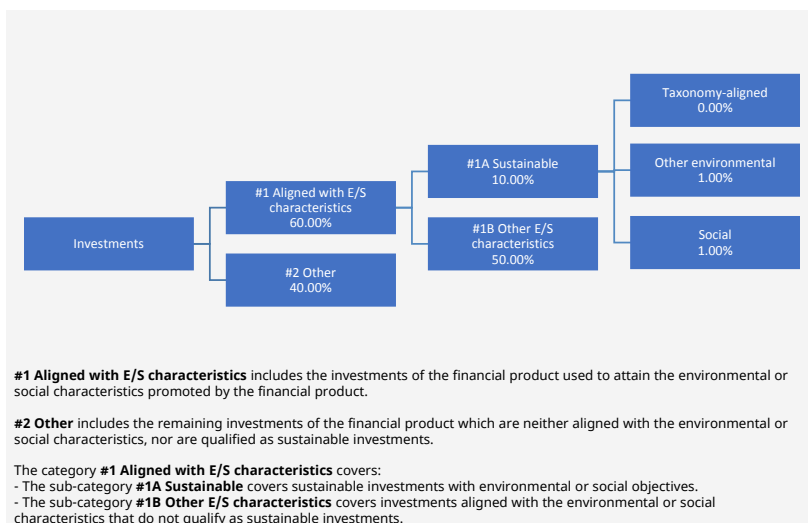 Taxonomy-aligned
0.00%
#1A Sustainable
10.00%
Other environmental
1.00%
#1 Aligned with E/S
characteristics
60.00%
Investments
#1B Other E/S
characteristics
50.00%
Social
1.00%
#2 Other
40.00%
#1 Aligned with E/S characteristics includes the investments of the financial product used to attain the environmental or
social characteristics promoted by the financial product.
#2 Other includes the remaining investments of the financial product which are neither aligned with the environmental or
social characteristics, nor are qualified as sustainable investments.
The category #1 Aligned with E/S characteristics covers:
- The sub-category #1A Sustainable covers sustainable investments with environmental or social objectives.
- The sub-category #1B Other E/S characteristics covers investments aligned with the environmental or social
characteristics that do not qualify as sustainable investments.